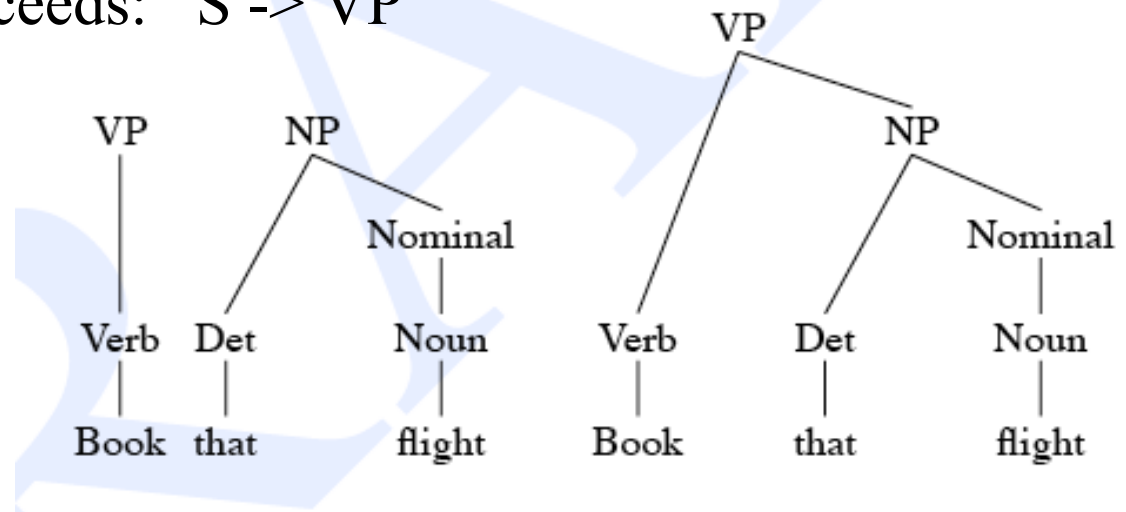 S -> VP
VP
VP NP NP
Nominal Nominal
Verb Det Noun Verb Det Noun
Book that flight Book that flight